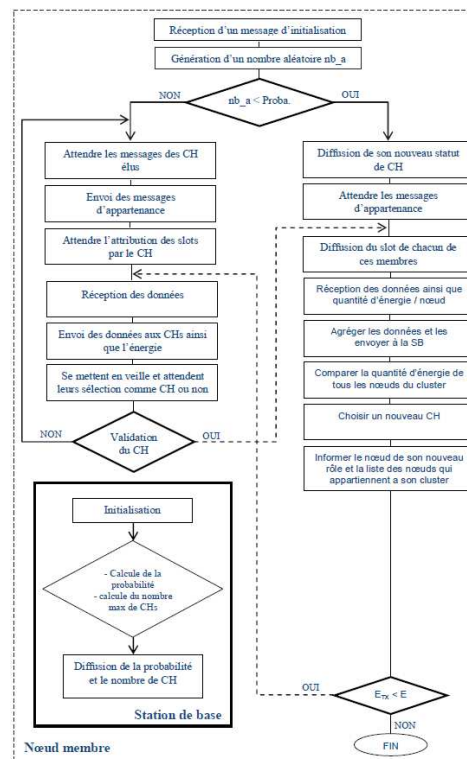 Réception d'un message d'initialisation
Génération d'un nombre aléatoire nb_a
NON
nb_a < Proba.
OUI
Attendre les messages des CH
élus
Envoi des messages
d'appartenance
Attendre l'attribution des slots
par le CH
Réception des données
Envoi des données aux CHs ainsi
que l'énergie
Se mettent en veille et attendent
leurs sélection comme CH ou non
NON
Validation
du CH
OUI
Diffusion de son nouveau statut
de CH
Attendre les messages
d'appartenance
Diffusion du slot de chacun de
ces membres
Réception des données ainsi que
quantité d'énergie / nœud
Agréger les données et les
envoyer à la SB
Comparer la quantité d'énergie de
tous les nœuds du cluster
Choisir un nouveau CH
Informer le nœud de son nouveau
rôle et la liste des nœuds qui
appartiennent a son cluster
Initialisation
- Calcule de la
probabilité
- calcule du nombre
max de CHs
Diffusion de la probabilité
et le nombre de CH
Station de base
OUI
ETX < E
NON
FIN
Nœud membre